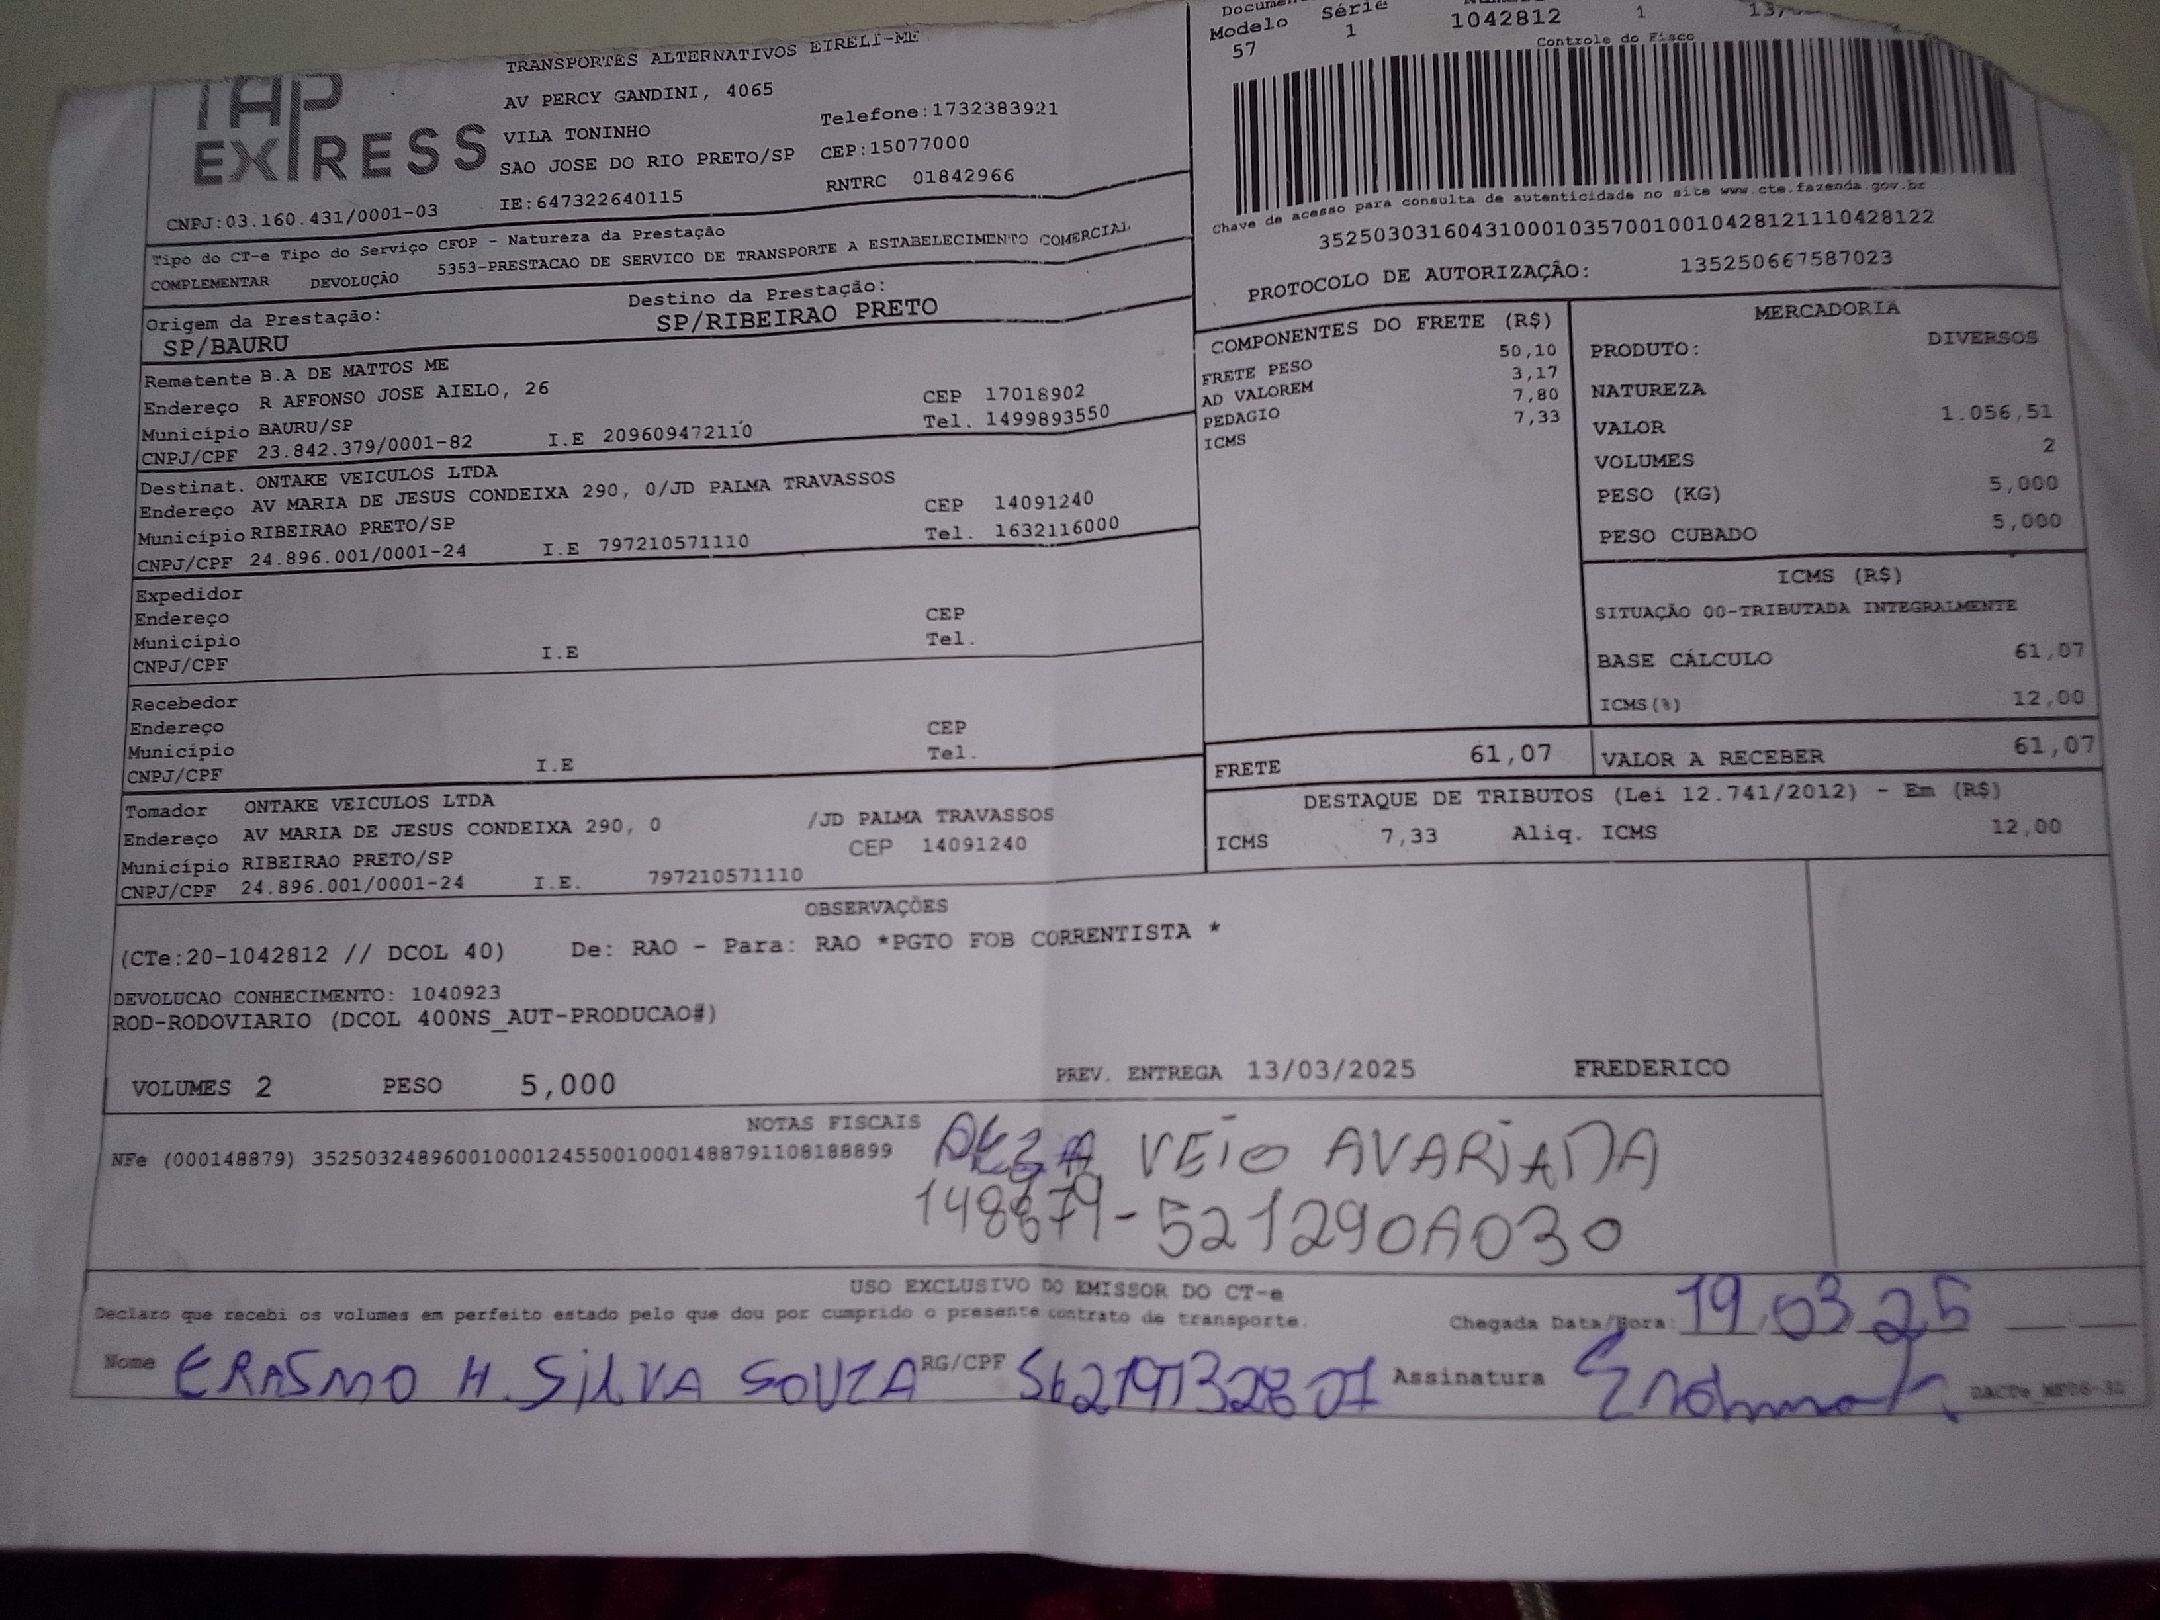 TAP
EXPRESS
TRANSPORTES ALTERNATIVOS EIRELI-ME
AV PERCY GANDINI, 4065
VILA TONINHO Telefone:1732383921
SAO JOSE DO RIO PRETO/SP CEP:15077000
CNPJ:03.160.431/0001-03 IE:647322640115 RNTRC 01842966
Tipo do CT-e Tipo do Serviço CFOP - Natureza da Prestação
COMPLEMENTAR DEVOLUÇÃO 5353-PRESTACAO DE SERVICO DE TRANSPORTE A ESTABELECIMENTO COMERCIAL
Origem da Prestação: Destino da Prestação:
SP/BAURU SP/RIBEIRAO PRETO
Remetente B.A DE MATTOS ME
Endereço R AFFONSO JOSE AIELO, 26 CEP 17018902
Município BAURU/SP Tel. 1499893550
CNPJ/CPF 23.842.379/0001-82 I.E 209609472110
Destinat. ONTAKE VEICULOS LTDA
Endereço AV MARIA DE JESUS CONDEIXA 290, 0/JD PALMA TRAVASSOS
Município RIBEIRAO PRETO/SP CEP 14091240
CNPJ/CPF 24.896.001/0001-24 I.E 797210571110 Tel. 1632116000
Expedidor
Endereço CEP
Município Tel.
CNPJ/CPF I.E
Recebedor
Endereço CEP
Município Tel.
CNPJ/CPF I.E
Tomador ONTAKE VEICULOS LTDA
Endereço AV MARIA DE JESUS CONDEIXA 290, 0 /JD PALMA TRAVASSOS
Município RIBEIRAO PRETO/SP CEP 14091240
CNPJ/CPF 24.896.001/0001-24 I.E. 797210571110
Modelo Série
57 1 1042812 1
Controle do Fisco
Chave de acesso para consulta de autenticidade no site www.cte.fazenda.gov.br
35250303160431000103570010010428121110428122
PROTOCOLO DE AUTORIZAÇÃO: 135250667587023
COMPONENTES DO FRETE (R$)
FRETE PESO 50,10
AD VALOREM 3,17
PEDAGIO 7,80
ICMS 7,33
MERCADORIA
PRODUTO: DIVERSOS
NATUREZA
VALOR 1.056,51
VOLUMES 2
PESO (KG) 5,000
PESO CUBADO 5,000
ICMS (R$)
SITUAÇÃO 00-TRIBUTADA INTEGRALMENTE
BASE CÁLCULO 61,07
ICMS(%) 12,00
FRETE 61,07 VALOR A RECEBER 61,07
DESTAQUE DE TRIBUTOS (Lei 12.741/2012) - Em (R$)
ICMS 7,33 Aliq. ICMS 12,00
OBSERVAÇÕES
(CTe:20-1042812 // DCOL 40) De: RAO - Para: RAO *PGTO FOB CORRENTISTA *
DEVOLUCAO CONHECIMENTO: 1040923
ROD-RODOVIARIO (DCOL 400NS_AUT-PRODUCAO#)
VOLUMES 2 PESO 5,000 PREV. ENTREGA 13/03/2025 FREDERICO
NOTAS FISCAIS
NFe (000148879) 35250324896001000124550010001488791108188899
VEIO AVARIADA
148879-521290A030
USO EXCLUSIVO DO EMISSOR DO CT-e
Declaro que recebi os volumes em perfeito estado pelo que dou por cumprido o presente contrato de transporte. Chegada Data/Hora: 19.03.25 :
Nome ERASMO H. SILVA SOUZA RG/CPF Assinatura